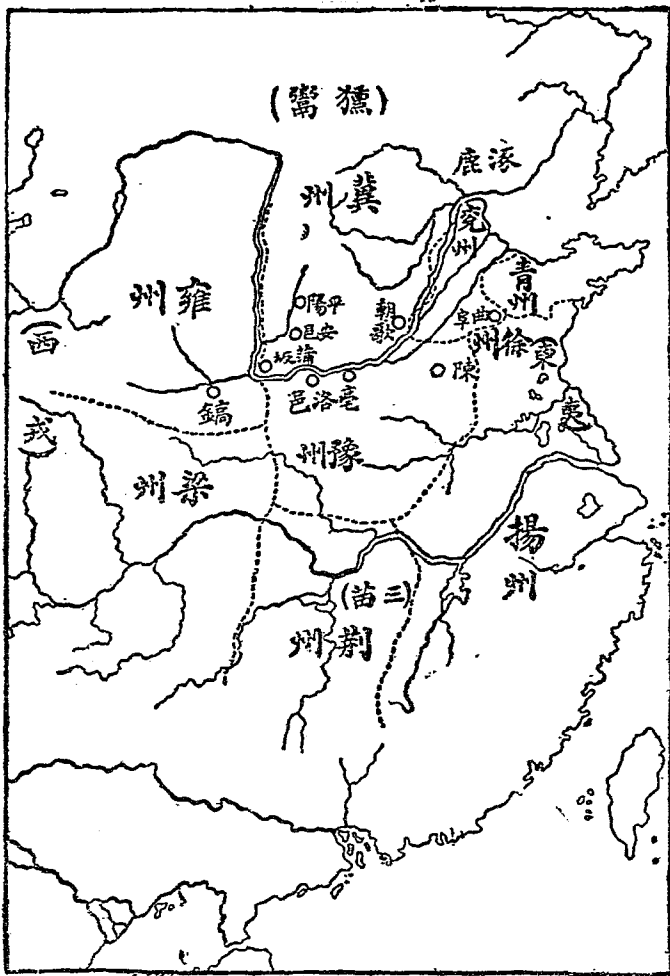 (獯鬻)
涿鹿
冀州
兗州
青州
雍州
平陽
安邑
蒲坂
朝歌
曲阜
徐州
(東夷)
陳
(西戎)
鎬
洛邑
亳
豫州
梁州
揚州
(三苗)
荆州